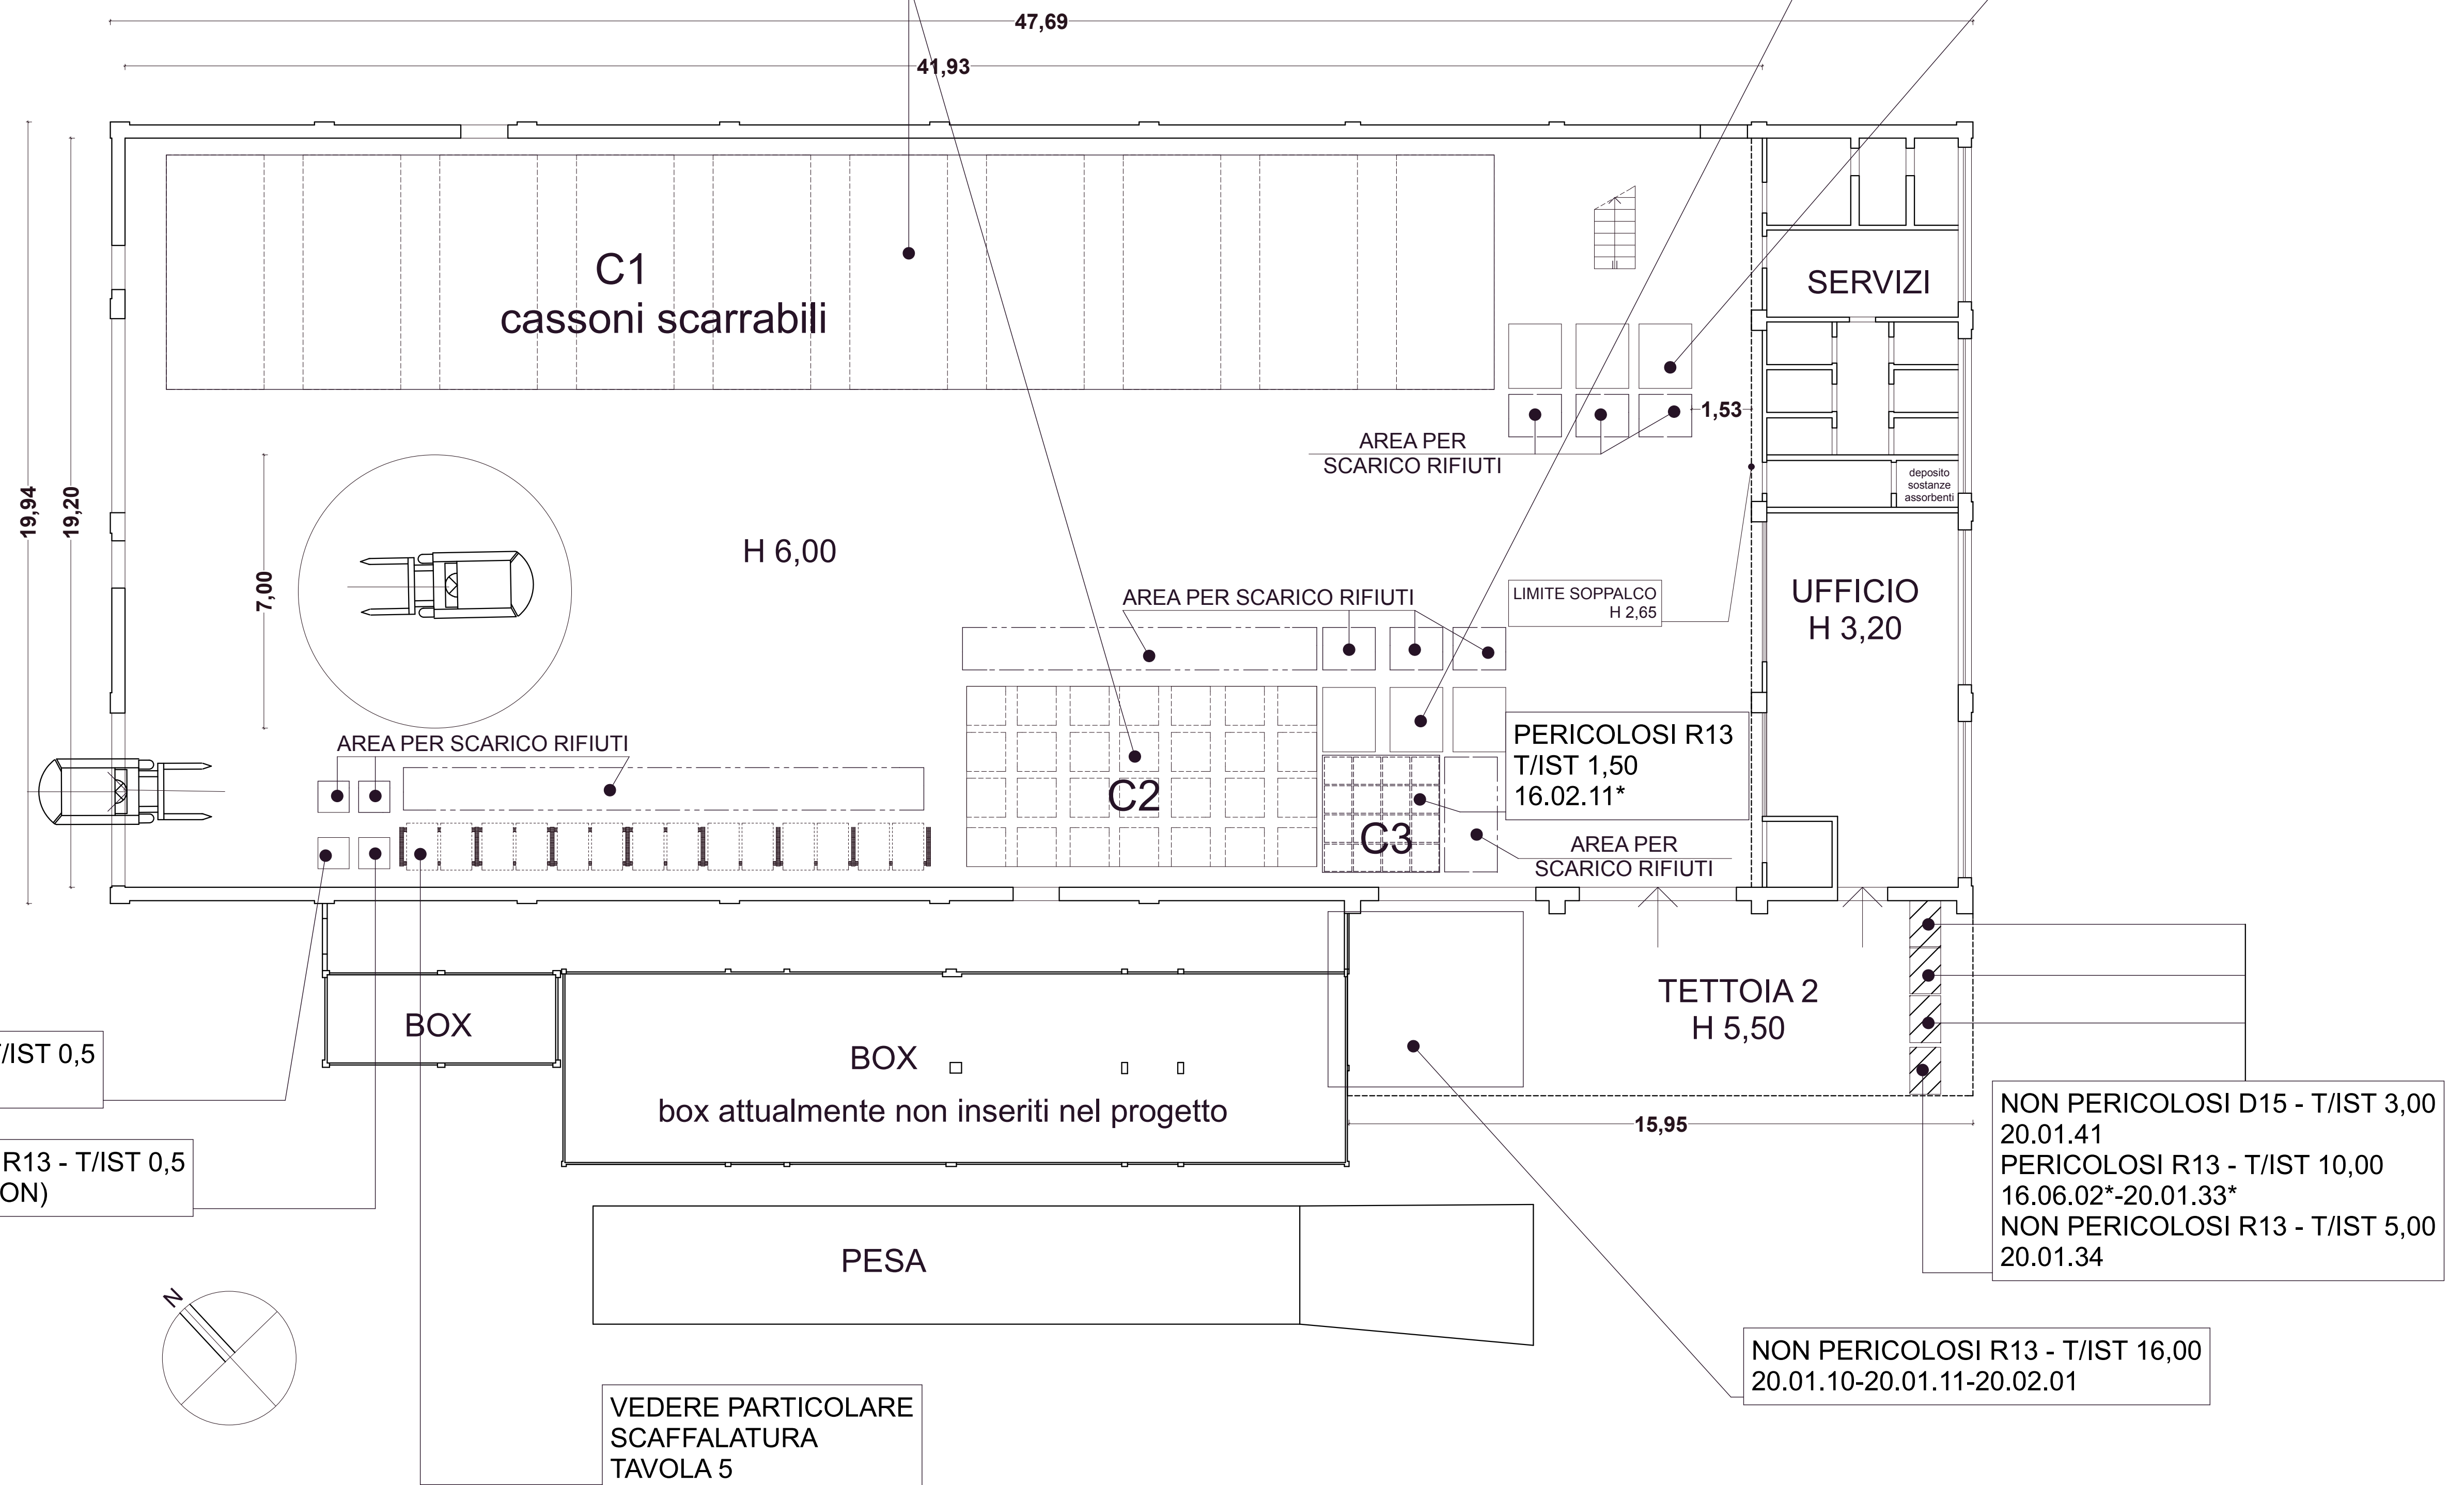 47,69
41,93
19,94
19,20
C1
cassoni scarrabili
SERVIZI
1,53
AREA PER
SCARICO RIFIUTI
deposito
sostanze
assorbenti
H 6,00
7,00
AREA PER SCARICO RIFIUTI
LIMITE SOPPALCO
H 2,65
UFFICIO
H 3,20
AREA PER SCARICO RIFIUTI
PERICOLOSI R13
T/IST 1,50
16.02.11*
C2
C3
AREA PER
SCARICO RIFIUTI
BOX
BOX
box attualmente non inseriti nel progetto
TETTOIA 2
H 5,50
15,95
T/IST 0,5
R13 - T/IST 0,5
ON)
NON PERICOLOSI D15 - T/IST 3,00
20.01.41
PERICOLOSI R13 - T/IST 10,00
16.06.02*-20.01.33*
NON PERICOLOSI R13 - T/IST 5,00
20.01.34
PESA
N
NON PERICOLOSI R13 - T/IST 16,00
20.01.10-20.01.11-20.02.01
VEDERE PARTICOLARE
SCAFFALATURA
TAVOLA 5